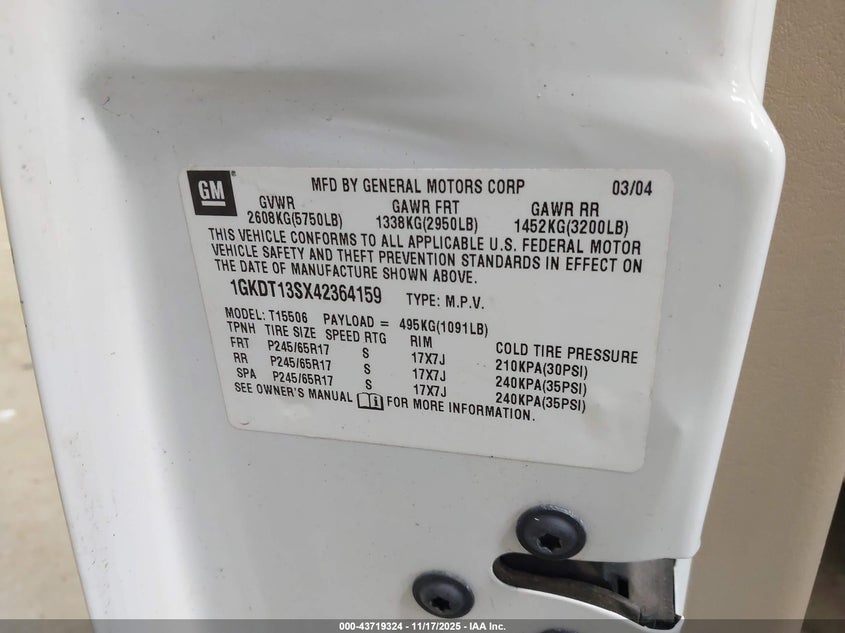 GM
MFD BY GENERAL MOTORS CORP 03/04
GVWR GAWR FRT GAWR RR
2608KG(5750LB) 1338KG(2950LB) 1452KG(3200LB)
THIS VEHICLE CONFORMS TO ALL APPLICABLE U.S. FEDERAL MOTOR
VEHICLE SAFETY AND THEFT PREVENTION STANDARDS IN EFFECT ON
THE DATE OF MANUFACTURE SHOWN ABOVE.
1GKDT13SX42364159 TYPE: M.P.V.
MODEL: T15506 PAYLOAD = 495KG(1091LB)
TPNH TIRE SIZE SPEED RTG RIM COLD TIRE PRESSURE
FRT P245/65R17 S 17X7J 210KPA(30PSI)
RR P245/65R17 S 17X7J 240KPA(35PSI)
SPA P245/65R17 S 17X7J 240KPA(35PSI)
SEE OWNER'S MANUAL FOR MORE INFORMATION.
000-43719324 - 11/17/2025 - IAA Inc.